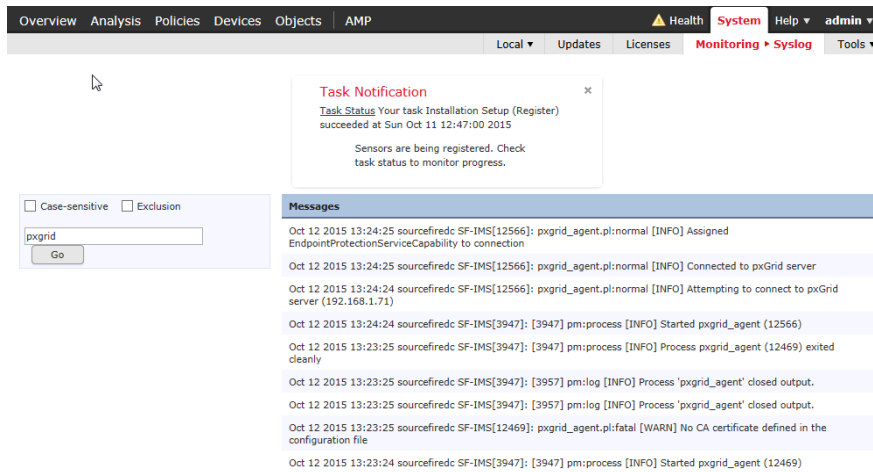 Overview Analysis Policies Devices Objects AMP Health System Help ▾ admin ▾
Local ▾ Updates Licenses Monitoring ▸ Syslog Tools ▾
Task Notification ×
Task Status Your task Installation Setup (Register)
succeeded at Sun Oct 11 12:47:00 2015
Sensors are being registered. Check
task status to monitor progress.
Case-sensitive Exclusion
pxgrid
Go
Messages
Oct 12 2015 13:24:25 sourcefiredc SF-IMS[12566]: pxgrid_agent.pl:normal [INFO] Assigned
EndpointProtectionServiceCapability to connection
Oct 12 2015 13:24:25 sourcefiredc SF-IMS[12566]: pxgrid_agent.pl:normal [INFO] Connected to pxGrid server
Oct 12 2015 13:24:24 sourcefiredc SF-IMS[12566]: pxgrid_agent.pl:normal [INFO] Attempting to connect to pxGrid
server (192.168.1.71)
Oct 12 2015 13:24:24 sourcefiredc SF-IMS[3947]: [3947] pm:process [INFO] Started pxgrid_agent (12566)
Oct 12 2015 13:23:25 sourcefiredc SF-IMS[3947]: [3947] pm:process [INFO] Process pxgrid_agent (12469) exited
cleanly
Oct 12 2015 13:23:25 sourcefiredc SF-IMS[3947]: [3957] pm:log [INFO] Process 'pxgrid_agent' closed output.
Oct 12 2015 13:23:25 sourcefiredc SF-IMS[3947]: [3957] pm:log [INFO] Process 'pxgrid_agent' closed output.
Oct 12 2015 13:23:25 sourcefiredc SF-IMS[12469]: pxgrid_agent.pl:fatal [WARN] No CA certificate defined in the
configuration file
Oct 12 2015 13:23:24 sourcefiredc SF-IMS[3947]: [3947] pm:process [INFO] Started pxgrid_agent (12469)